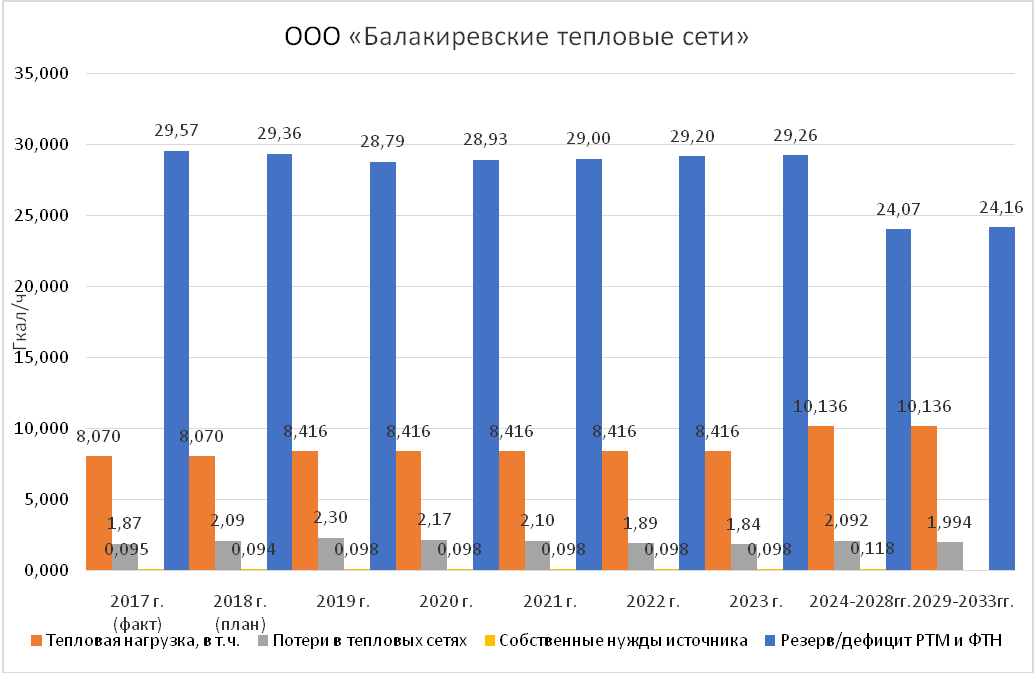 ООО «Балакиревские тепловые сети»
35,000
30,000
25,000
20,000
15,000
10,000
5,000
0,000
Гкал/ч
29,57
29,36
28,79
28,93
29,00
29,20
29,26
24,07
24,16
8,070
8,070
8,416
8,416
8,416
8,416
8,416
10,136
10,136
1,87
2,09
2,30
2,17
2,10
1,89
1,84
2,092
1,994
0,095
0,094
0,098
0,098
0,098
0,098
0,098
0,118
2017 г.
(факт)
2018 г.
(план)
2019 г.
2020 г.
2021 г.
2022 г.
2023 г.
2024-2028гг.
2029-2033гг.
Тепловая нагрузка, в т.ч.
Потери в тепловых сетях
Собственные нужды источника
Резерв/дефицит РТМ и ФТН